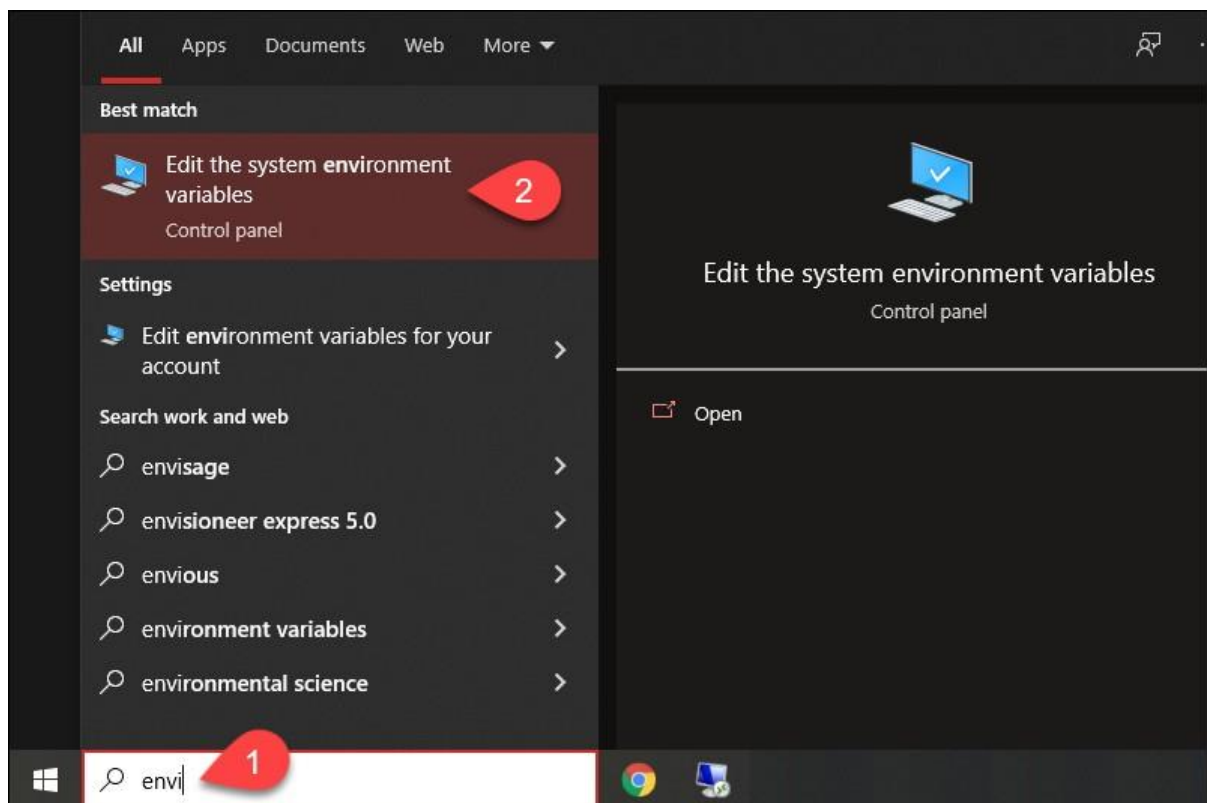 All Apps Documents Web More
Best match
Edit the system environment
variables
Control panel
2
Settings
Edit environment variables for your
account
Search work and web
envisage
envisioneer express 5.0
envious
environment variables
environmental science
1
envi
Edit the system environment variables
Control panel
Open